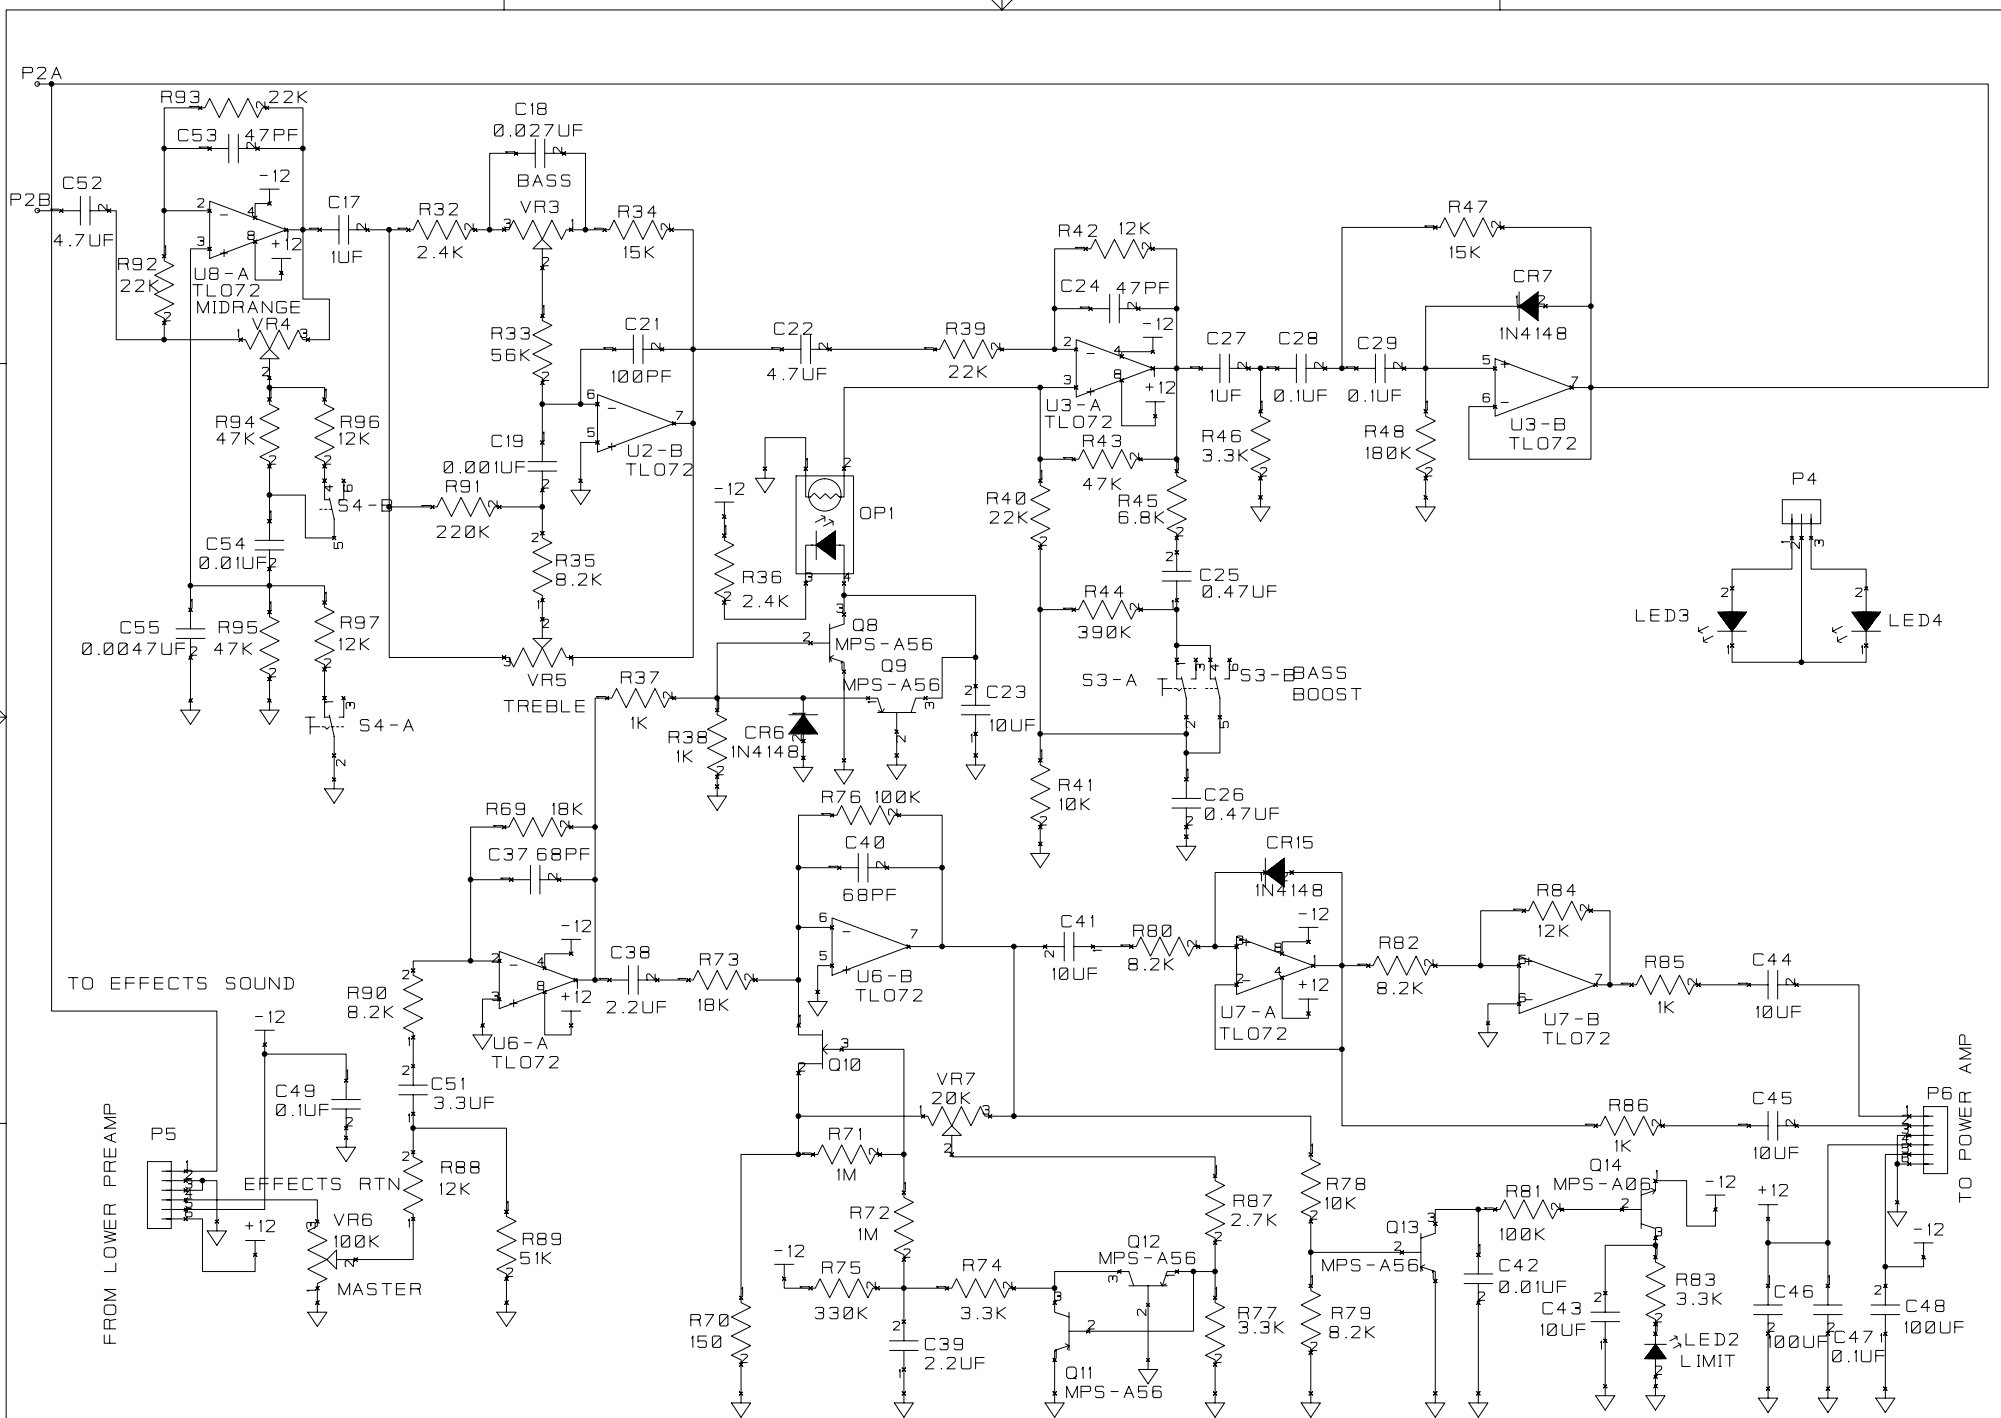 P2A
R93 22K
C53 47PF
C18
0.027UF
BASS
C52
P2B
4.7UF
-12
2
3
4
8
+12
U8-A
TL072
MIDRANGE
R92
22K
VR4
C17
1UF
R32
2.4K
VR3
R34
15K
R33
56K
C21
100PF
C22
4.7UF
R39
22K
R42 12K
C24 47PF
-12
+12
U3-A
TL072
C27
1UF
C28
0.1UF
C29
0.1UF
R47
15K
CR7
1N4148
U3-B
TL072
R46
3.3K
R48
180K
R94
47K
R96
12K
S4-B
C54
0.01UF
C19
0.001UF
R91
220K
U2-B
TL072
R35
8.2K
-12
OP1
R36
2.4K
R40
22K
R43
47K
R45
6.8K
C25
0.47UF
R44
390K
P4
LED3
LED4
C55
0.0047UF
R95
47K
R97
12K
S4-A
VR5
TREBLE
R37
1K
Q8
MPS-A56
Q9
MPS-A56
R38
1K
CR6
1N4148
C23
10UF
S3-A
S3-B
BASS
BOOST
R41
10K
C26
0.47UF
R69 18K
C37 68PF
R76 100K
C40
68PF
CR15
1N4148
-12
+12
U6-A
TL072
C38
2.2UF
R73
18K
U6-B
TL072
C41
10UF
R80
8.2K
-12
+12
U7-A
TL072
R82
8.2K
R84
12K
U7-B
TL072
R85
1K
C44
10UF
TO EFFECTS SOUND
R90
8.2K
-12
C49
0.1UF
C51
3.3UF
Q10
VR7
20K
R71
1M
R86
1K
C45
10UF
P6
TO POWER AMP
P5
FROM LOWER PREAMP
EFFECTS RTN
R88
12K
+12
VR6
100K
MASTER
R89
51K
R72
1M
-12
R75
330K
R74
3.3K
Q12
MPS-A56
R87
2.7K
R78
10K
Q13
MPS-A56
R81
100K
Q14
MPS-A06
-12
+12
-12
R70
150
C39
2.2UF
Q11
MPS-A56
R77
3.3K
R79
8.2K
C42
0.01UF
C43
10UF
R83
3.3K
LED2
LIMIT
C46
100UF
C47
0.1UF
C48
100UF